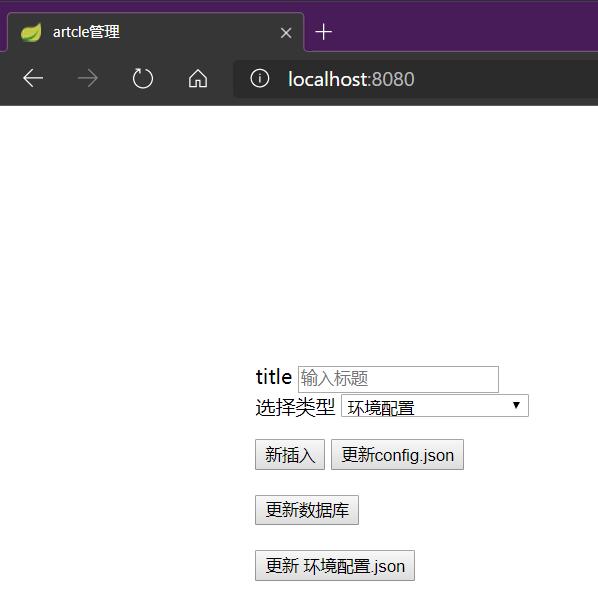 artcle管理
localhost:8080
title 输入标题
选择类型 环境配置
新插入 更新config.json
更新数据库
更新 环境配置.json